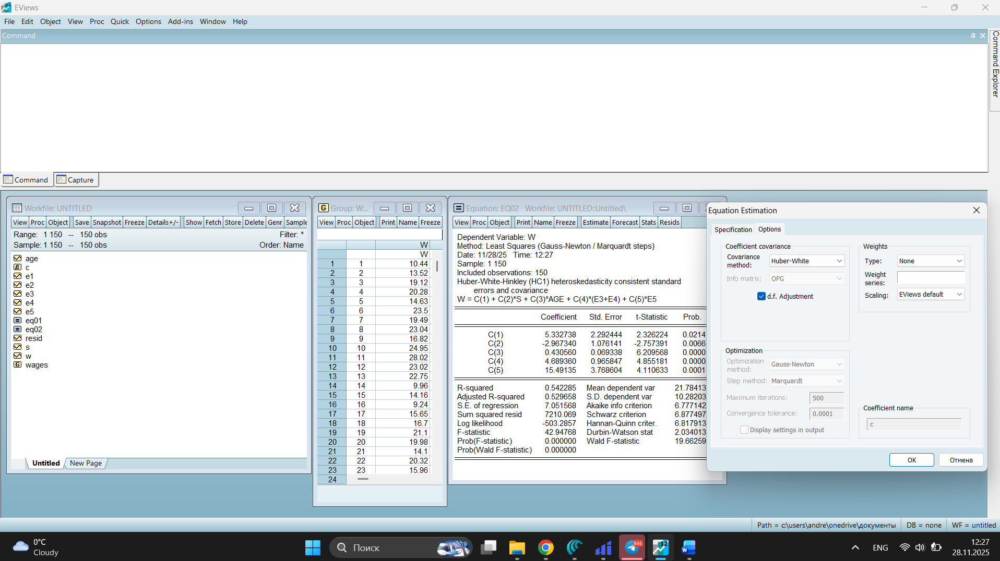 EViews
File Edit Object View Proc Quick Options Add-ins Window Help
Command
Command Explorer
Command Capture
Workfile: UNTITLED
View Proc Object Save Snapshot Freeze Details+/- Show Fetch Store Delete Genr Sample
Range: 1 150 -- 150 obs Filter: *
Sample: 1 150 -- 150 obs Order: Name
age
β c
e1
e2
e3
e4
e5
eq01
eq02
resid
s
w
G wages
Untitled New Page
G Group: W...
View Proc Object Print Name Freeze
W
W
1 1 10.44
2 2 13.52
3 3 19.12
4 4 20.28
5 5 14.63
6 6 23.5
7 7 19.49
8 8 23.04
9 9 16.82
10 10 24.95
11 11 28.02
12 12 23.02
13 13 22.75
14 14 9.96
15 15 14.16
16 16 9.24
17 17 15.65
18 18 16.7
19 19 21.1
20 20 19.98
21 21 14.1
22 22 20.32
23 23 15.96
24
Equation: EQ02 Workfile: UNTITLED::Untitled\
View Proc Object Print Name Freeze Estimate Forecast Stats Resids
Dependent Variable: W
Method: Least Squares (Gauss-Newton / Marquardt steps)
Date: 11/28/25 Time: 12:27
Sample: 1 150
Included observations: 150
Huber-White-Hinkley (HC1) heteroskedasticity consistent standard
errors and covariance
W = C(1) + C(2)*S + C(3)*AGE + C(4)*(E3+E4) + C(5)*E5
Coefficient Std. Error t-Statistic Prob.
C(1) 5.332738 2.292444 2.326224 0.0214
C(2) -2.967340 1.076141 -2.757391 0.0066
C(3) 0.430560 0.069338 6.209568 0.0000
C(4) 4.689360 0.965847 4.855181 0.0000
C(5) 15.49135 3.768604 4.110633 0.0001
R-squared 0.542285 Mean dependent var 21.78413
Adjusted R-squared 0.529658 S.D. dependent var 10.28203
S.E. of regression 7.051568 Akaike info criterion 6.777142
Sum squared resid 7210.069 Schwarz criterion 6.877497
Log likelihood -503.2857 Hannan-Quinn criter. 6.817913
F-statistic 42.94768 Durbin-Watson stat 2.034013
Prob(F-statistic) 0.000000 Wald F-statistic 19.66259
Prob(Wald F-statistic) 0.000000
Equation Estimation
Specification Options
Coefficient covariance
Covariance method: Huber-White
Info matrix: OPG
d.f. Adjustment
Optimization
Optimization method: Gauss-Newton
Step method: Marquardt
Maximum iterations: 500
Convergence tolerance: 0.0001
Display settings in output
Weights
Type: None
Weight series:
Scaling: EViews default
Coefficient name
c
ОК Отмена
Path = c:\users\andre\onedrive\документы DB = none WF = untitled
0°C
Cloudy
Поиск
846
12
W
ENG
12:27
28.11.2025